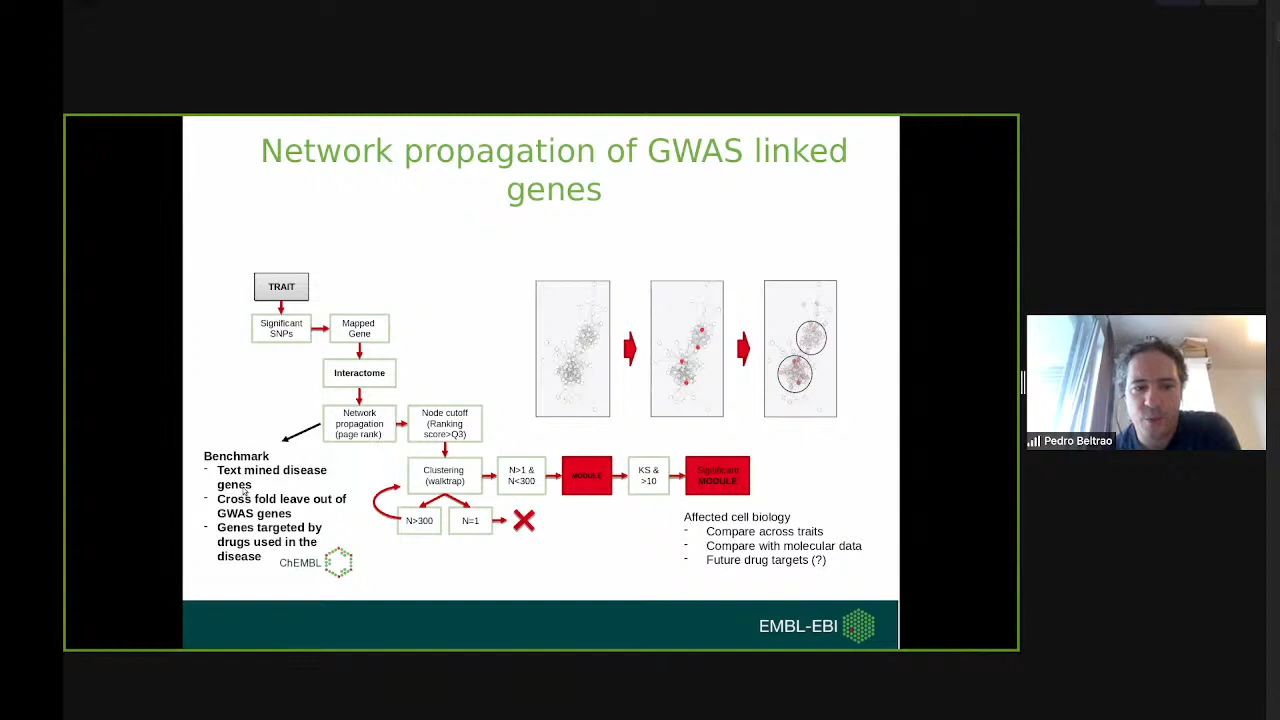 Network propagation of GWAS linked
genes
TRAIT
Significant
SNPs
Mapped
Gene
Interactome
Network
propagation
(page rank)
Node cutoff
(Ranking
score>Q3)
Benchmark
- Text mined disease
genes
- Cross fold leave out of
GWAS genes
- Genes targeted by
drugs used in the
disease
ChEMBL
Clustering
(walktrap)
N>300
N=1
N>1 &
N<300
MODULE
KS &
>10
Significant
MODULE
Affected cell biology
- Compare across traits
- Compare with molecular data
- Future drug targets (?)
EMBL-EBI
Pedro Beltrao